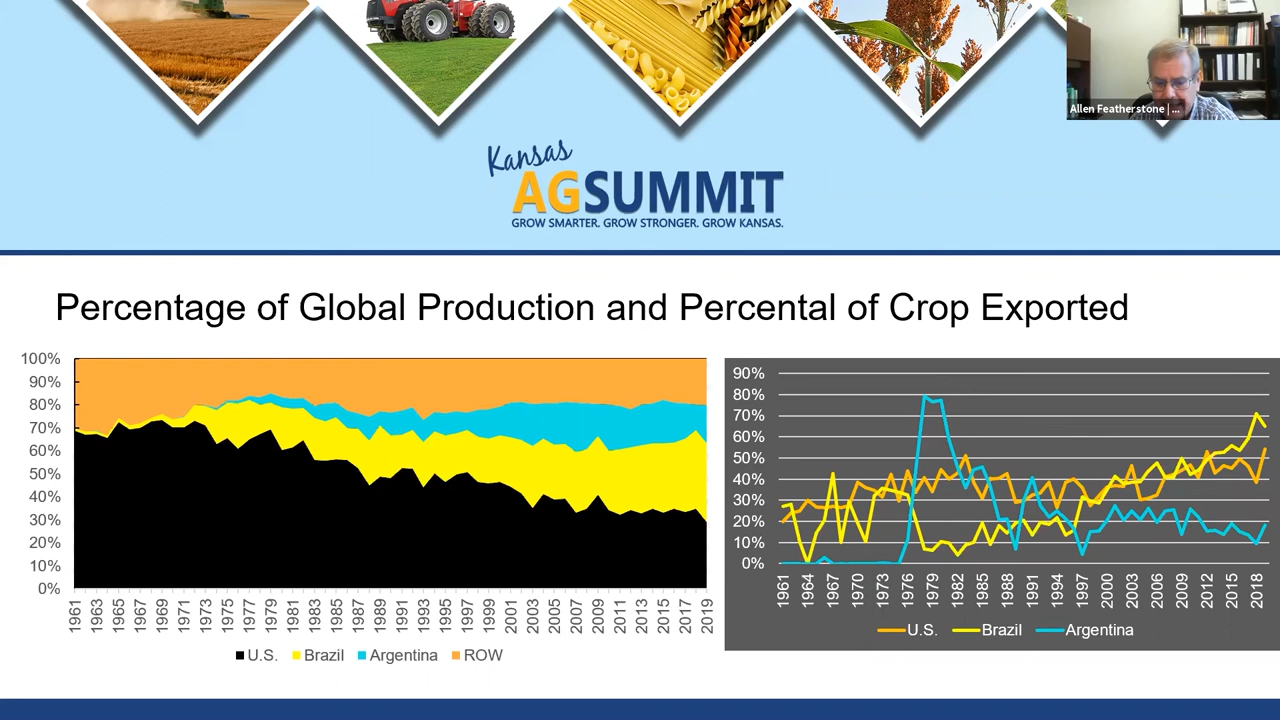 Allen Featherstone | ...
Kansas
AGSUMMIT
GROW SMARTER. GROW STRONGER. GROW KANSAS.
Percentage of Global Production and Percental of Crop Exported
100%
90%
80%
70%
60%
50%
40%
30%
20%
10%
0%
1961 1963 1965 1967 1969 1971 1973 1975 1977 1979 1981 1983 1985 1987 1989 1991 1993 1995 1997 1999 2001 2003 2005 2007 2009 2011 2013 2015 2017 2019
U.S. Brazil Argentina ROW
90%
80%
70%
60%
50%
40%
30%
20%
10%
0%
1961 1964 1967 1970 1973 1976 1979 1982 1985 1988 1991 1994 1997 2000 2003 2006 2009 2012 2015 2018
U.S. Brazil Argentina